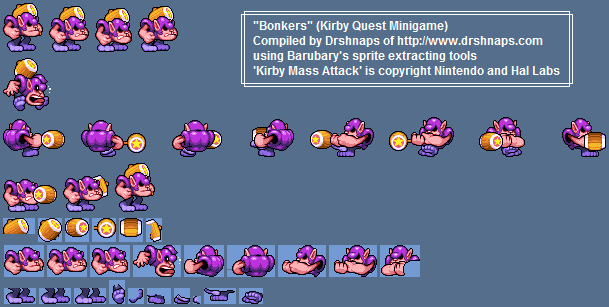 "Bonkers" (Kirby Quest Minigame)
Compiled by Drshnaps of http://www.drshnaps.com
using Barubary's sprite extracting tools
'Kirby Mass Attack' is copyright Nintendo and Hal Labs